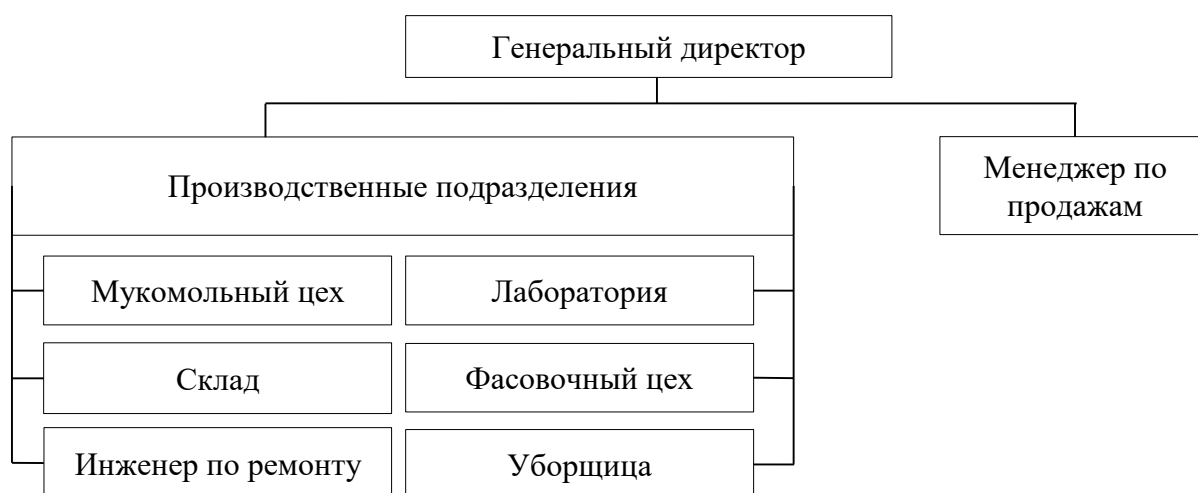 Генеральный директор
Производственные подразделения
Менеджер по
продажам
Мукомольный цех
Лаборатория
Склад
Фасовочный цех
Инженер по ремонту
Уборщица